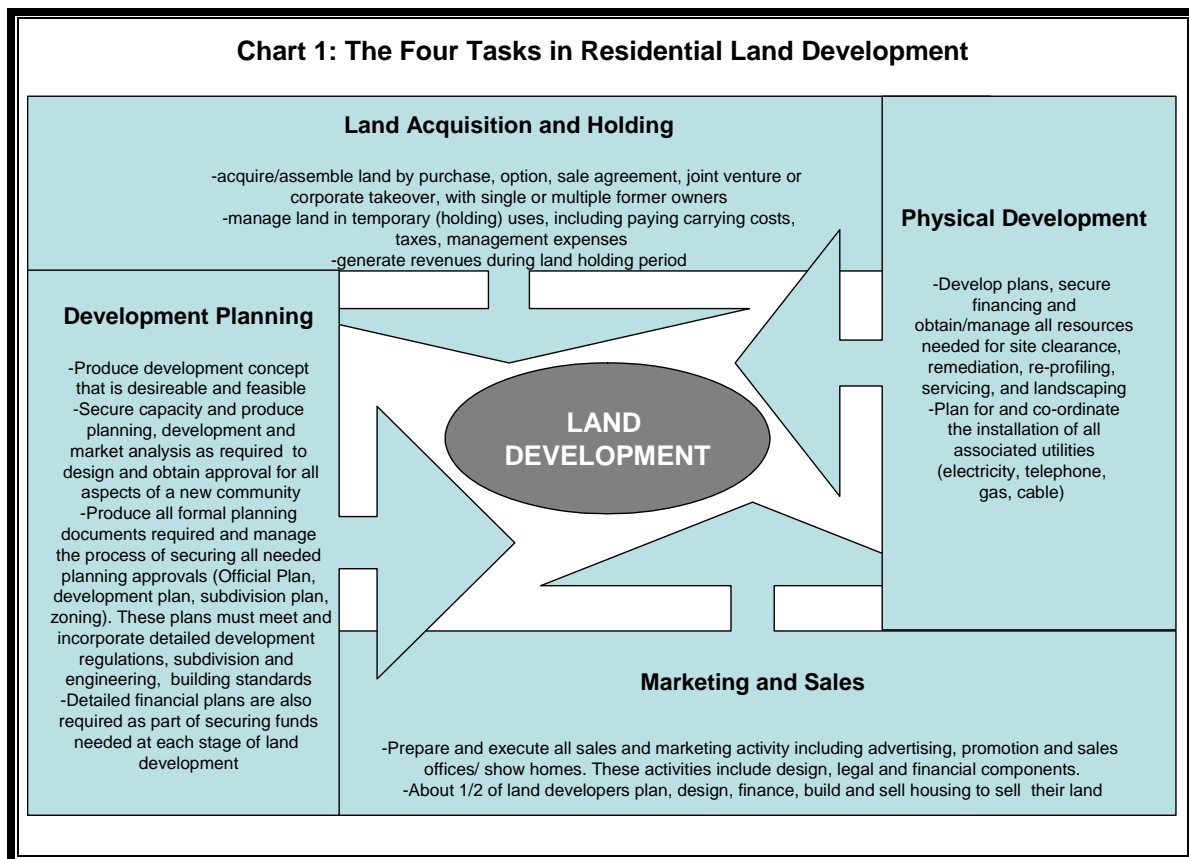 Chart 1: The Four Tasks in Residential Land Development
Land Acquisition and Holding
-acquire/assemble land by purchase, option, sale agreement, joint venture or
corporate takeover, with single or multiple former owners
-manage land in temporary (holding) uses, including paying carrying costs,
taxes, management expenses
-generate revenues during land holding period
Physical Development
-Develop plans, secure
financing and
obtain/manage all resources
needed for site clearance,
remediation, re-profiling,
servicing, and landscaping
-Plan for and co-ordinate
the installation of all
associated utilities
(electricity, telephone,
gas, cable)
Development Planning
-Produce development concept
that is desireable and feasible
-Secure capacity and produce
planning, development and
market analysis as required to
design and obtain approval for all
aspects of a new community
-Produce all formal planning
documents required and manage
the process of securing all needed
planning approvals (Official Plan,
development plan, subdivision plan,
zoning). These plans must meet and
incorporate detailed development
regulations, subdivision and
engineering, building standards
-Detailed financial plans are also
required as part of securing funds
needed at each stage of land
development
LAND
DEVELOPMENT
Marketing and Sales
-Prepare and execute all sales and marketing activity including advertising, promotion and sales
offices/ show homes. These activities include design, legal and financial components.
-About 1/2 of land developers plan, design, finance, build and sell housing to sell their land